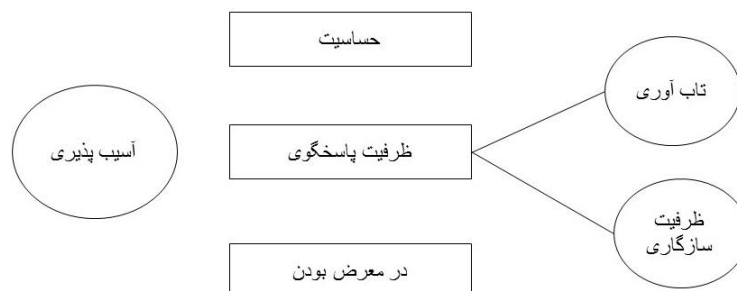 حساسیت
تاب آوری
ظرفیت پاسخگوی
آسیب پذیری
ظرفیت
سازگاری
در معرض بودن